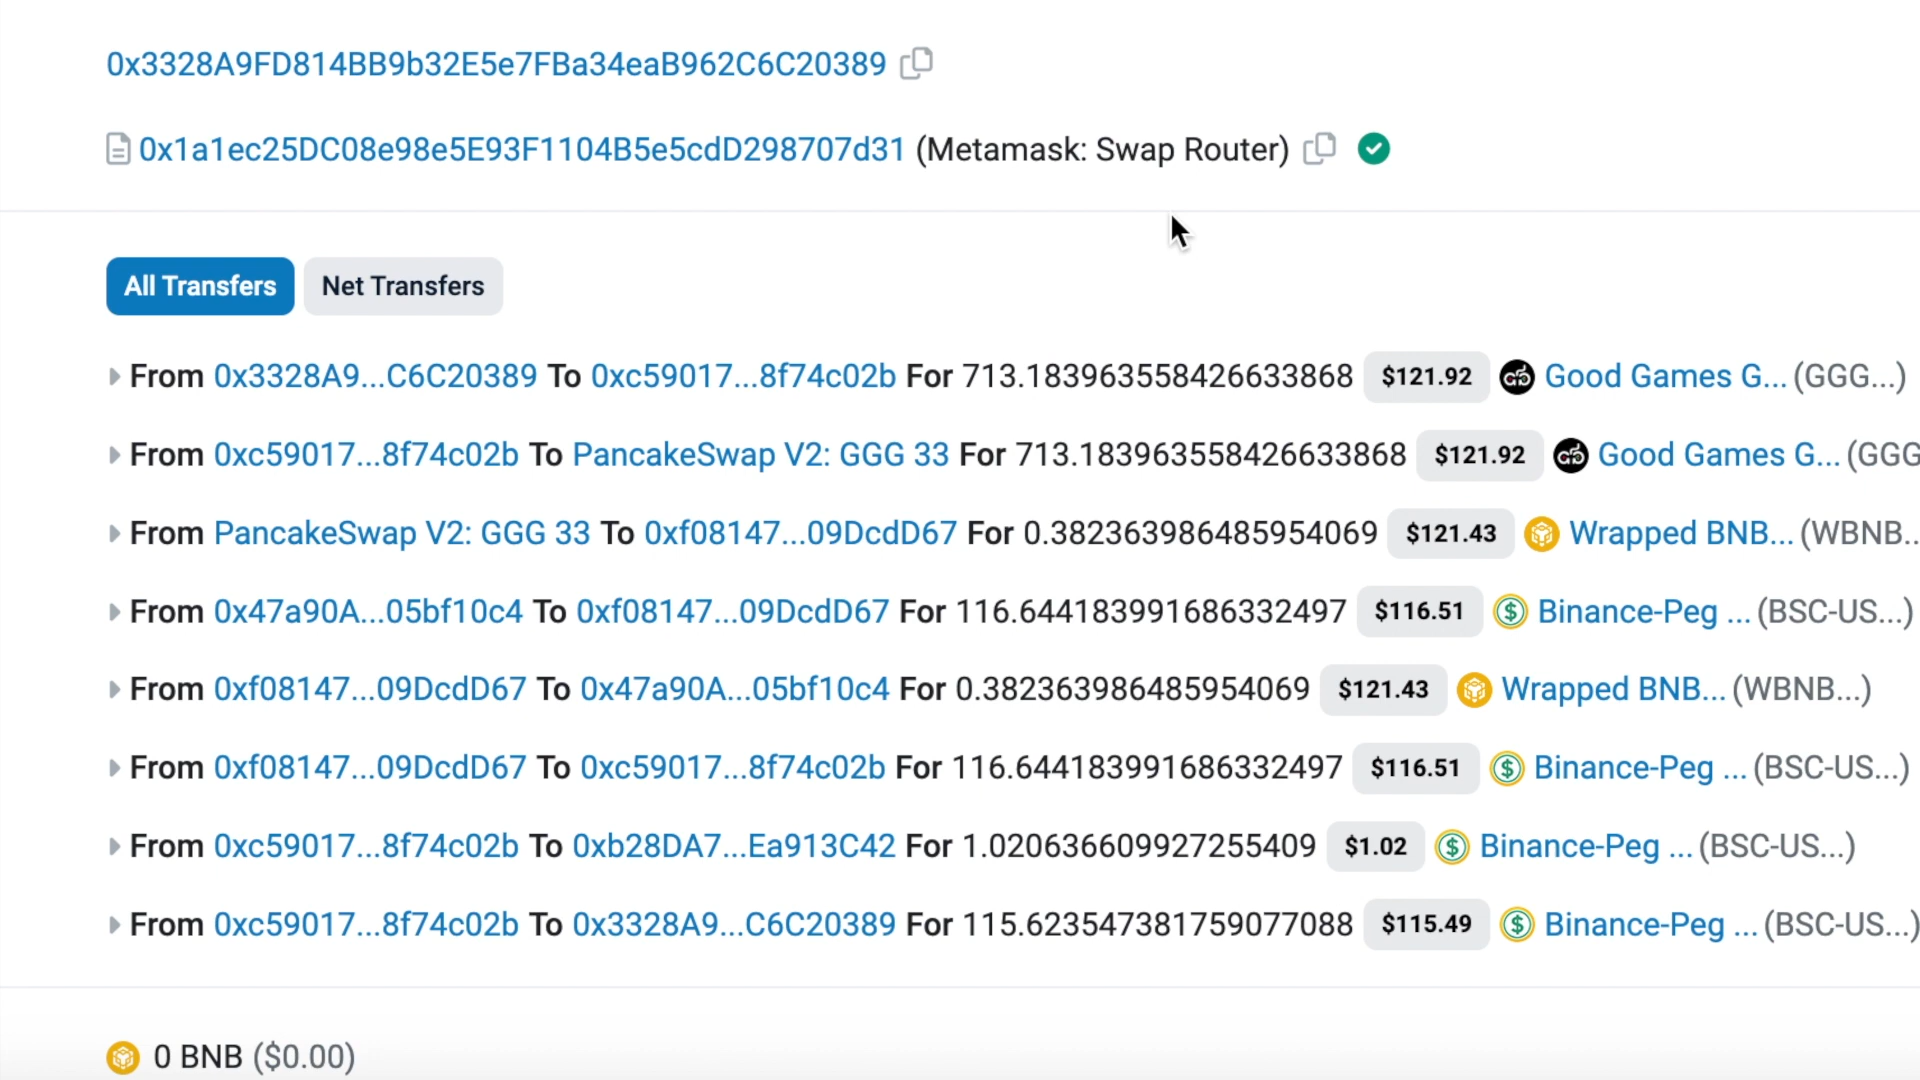 0x3328A9FD814BB9b32E5e7FBa34eaB962C6C20389
0x1a1ec25DC08e98e5E93F1104B5e5cdD298707d31 (Metamask: Swap Router)
All Transfers Net Transfers
From 0x3328A9...C6C20389 To 0xc59017...8f74c02b For 713.183963558426633868 $121.92 Good Games G... (GGG...)
From 0xc59017...8f74c02b To PancakeSwap V2: GGG 33 For 713.183963558426633868 $121.92 Good Games G... (GGG
From PancakeSwap V2: GGG 33 To 0xf08147...09DcdD67 For 0.382363986485954069 $121.43 Wrapped BNB... (WBNB..
From 0x47a90A...05bf10c4 To 0xf08147...09DcdD67 For 116.644183991686332497 $116.51 Binance-Peg ... (BSC-US...)
From 0xf08147...09DcdD67 To 0x47a90A...05bf10c4 For 0.382363986485954069 $121.43 Wrapped BNB... (WBNB...)
From 0xf08147...09DcdD67 To 0xc59017...8f74c02b For 116.644183991686332497 $116.51 Binance-Peg ... (BSC-US...)
From 0xc59017...8f74c02b To 0xb28DA7...Ea913C42 For 1.020636609927255409 $1.02 Binance-Peg ... (BSC-US...)
From 0xc59017...8f74c02b To 0x3328A9...C6C20389 For 115.623547381759077088 $115.49 Binance-Peg ... (BSC-US...)
0 BNB ($0.00)